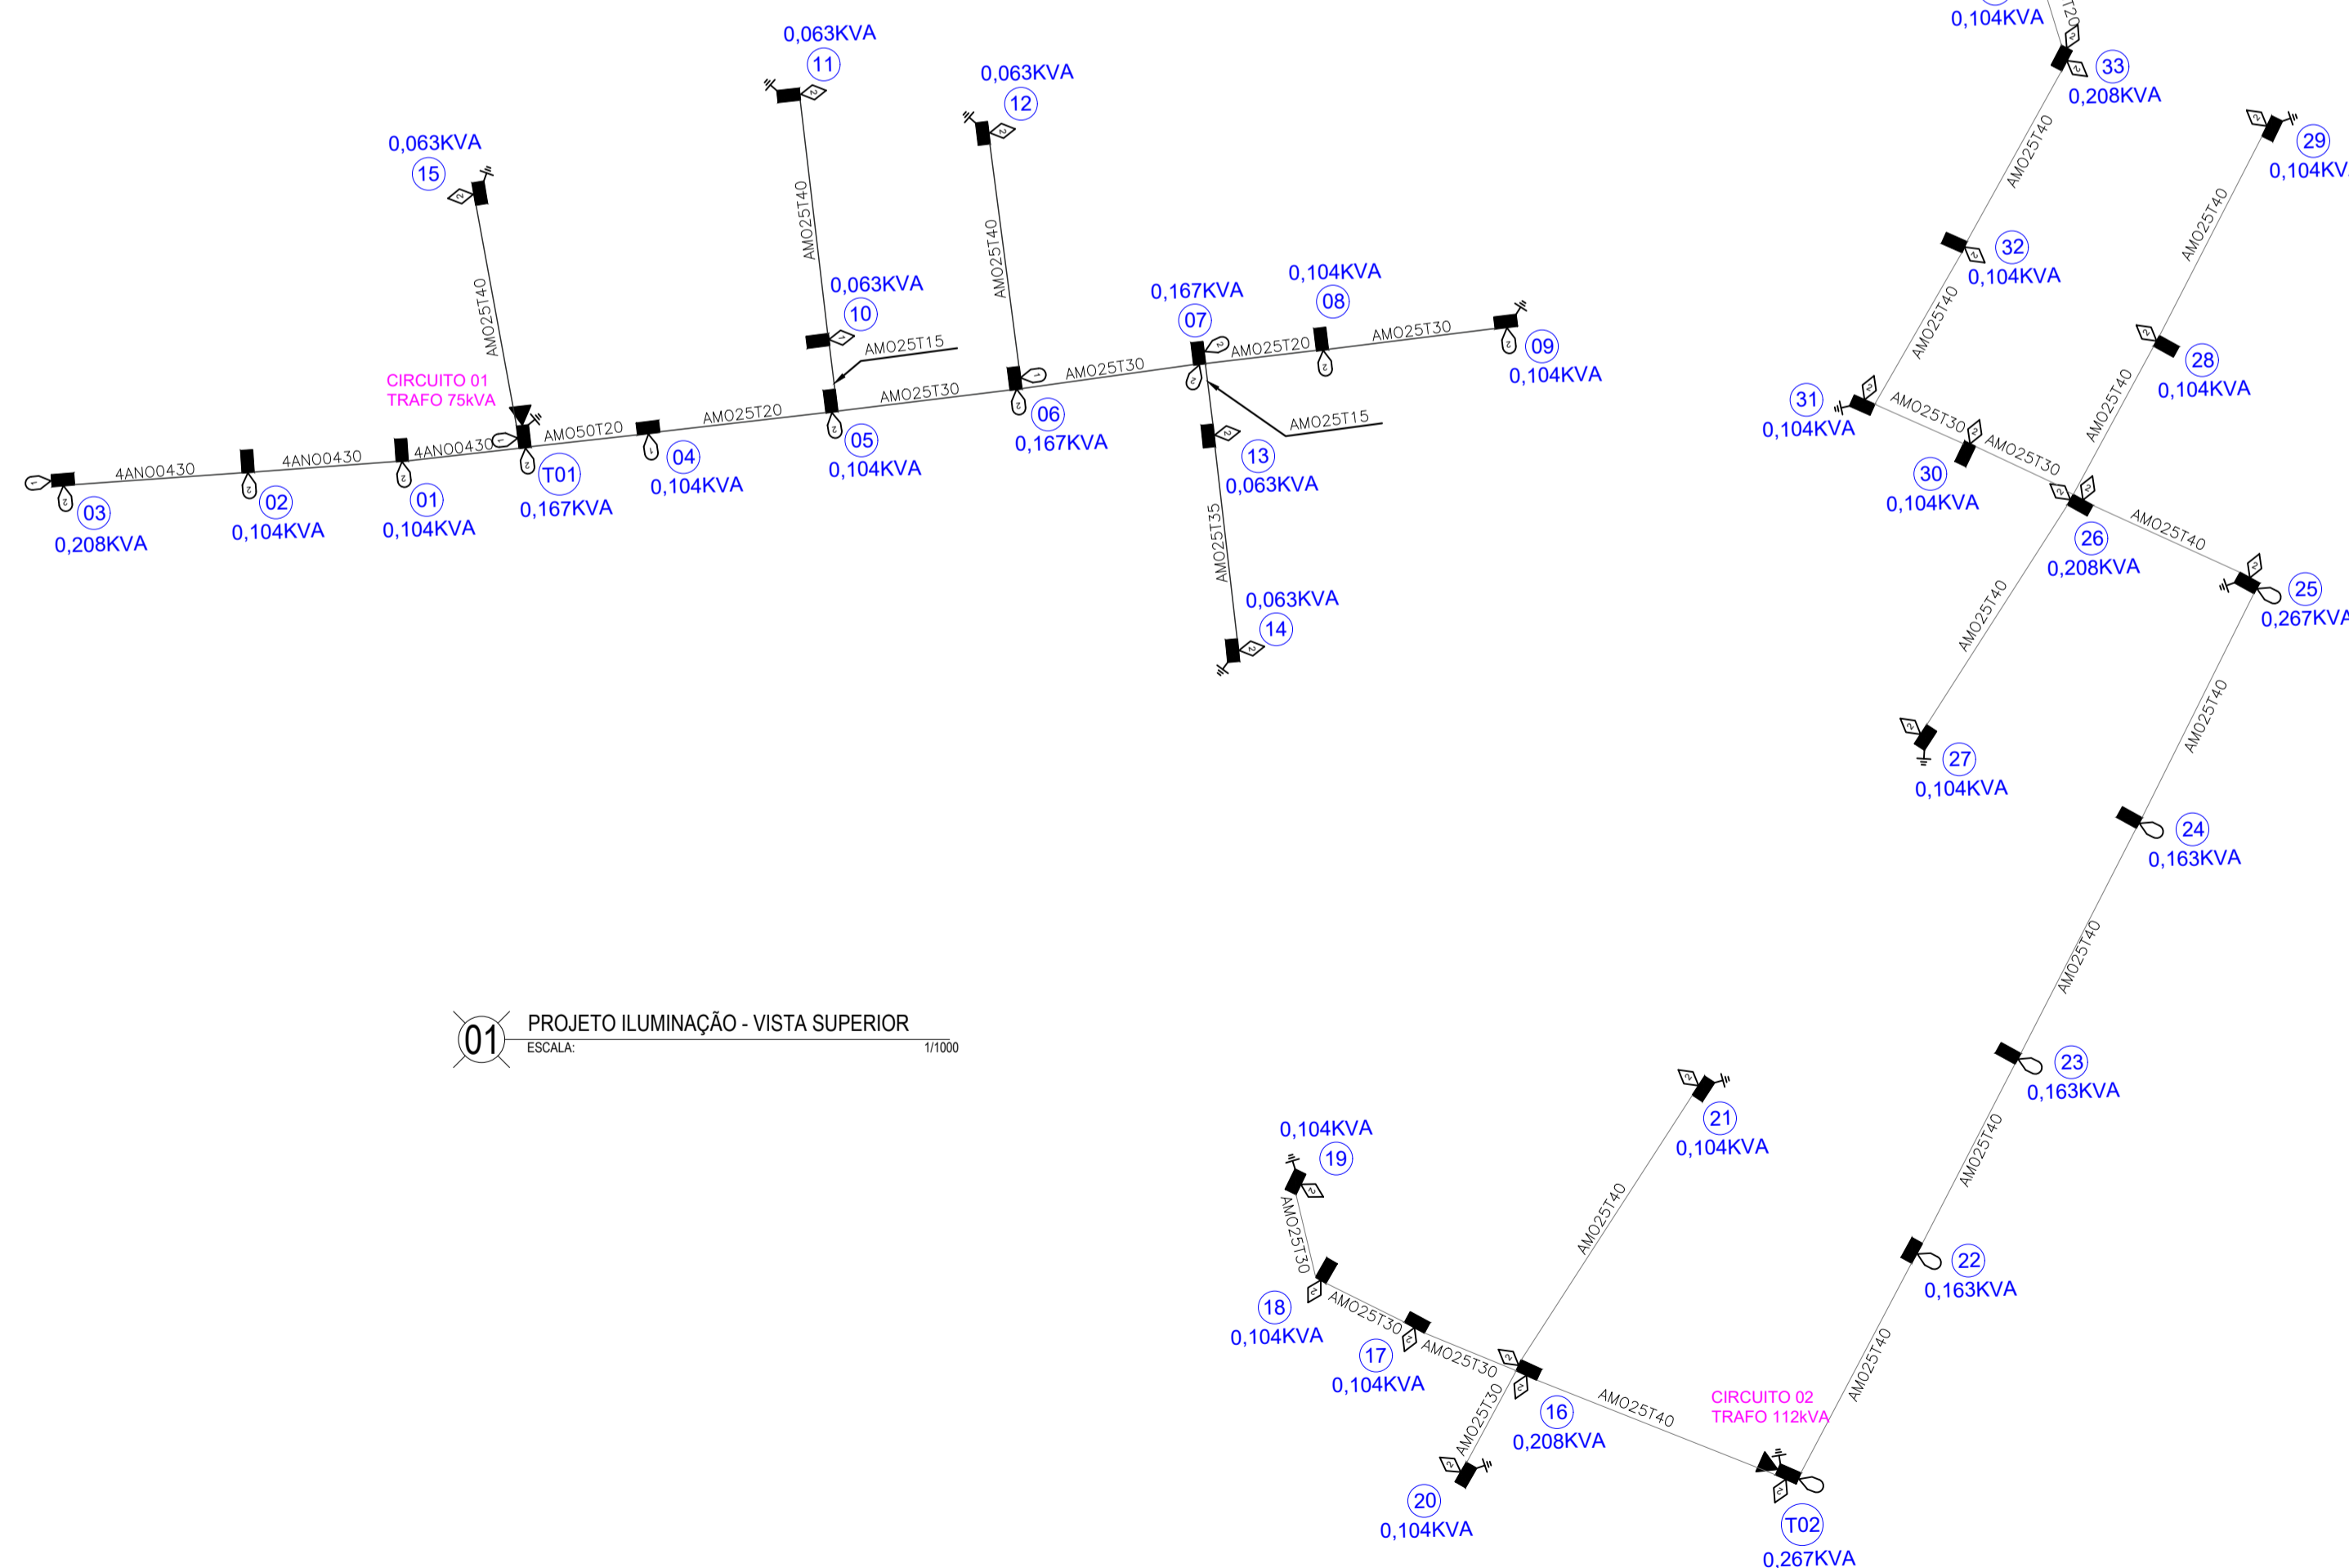 0,063KVA
11
0,063KVA
12
0,063KVA
15
AMO25T40
AMO25T40
AMO25T40
0,063KVA
10
AMO25T15
CIRCUITO 01
TRAFO 75kVA
0,167KVA
07
0,104KVA
08
AMO25T20
AMO25T30
09
0,104KVA
4ANO0430
4ANO0430
4ANO0430
AMO50T20
AMO25T20
AMO25T30
AMO25T30
03
0,208KVA
02
0,104KVA
01
0,104KVA
T01
0,167KVA
04
0,104KVA
05
0,104KVA
06
0,167KVA
AMO25T15
13
0,063KVA
AMO25T35
0,063KVA
14
0,104KVA
T20
33
0,208KVA
AMO25T40
29
0,104KV
AMO25T40
32
0,104KVA
AMO25T40
28
0,104KVA
AMO25T40
31
0,104KVA
AMO25T30
AMO25T30
30
0,104KVA
26
0,208KVA
AMO25T40
25
0,267KVA
AMO25T40
27
0,104KVA
AMO25T40
24
0,163KVA
AMO25T40
23
0,163KVA
AMO25T40
22
0,163KVA
AMO25T40
01
PROJETO ILUMINAÇÃO - VISTA SUPERIOR
ESCALA: 1/1000
21
0,104KVA
0,104KVA
19
AMO25T40
AMO25T30
18
0,104KVA
AMO25T30
17
0,104KVA
AMO25T30
AMO25T30
16
0,208KVA
AMO25T40
20
0,104KVA
CIRCUITO 02
TRAFO 112kVA
T02
0,267KVA